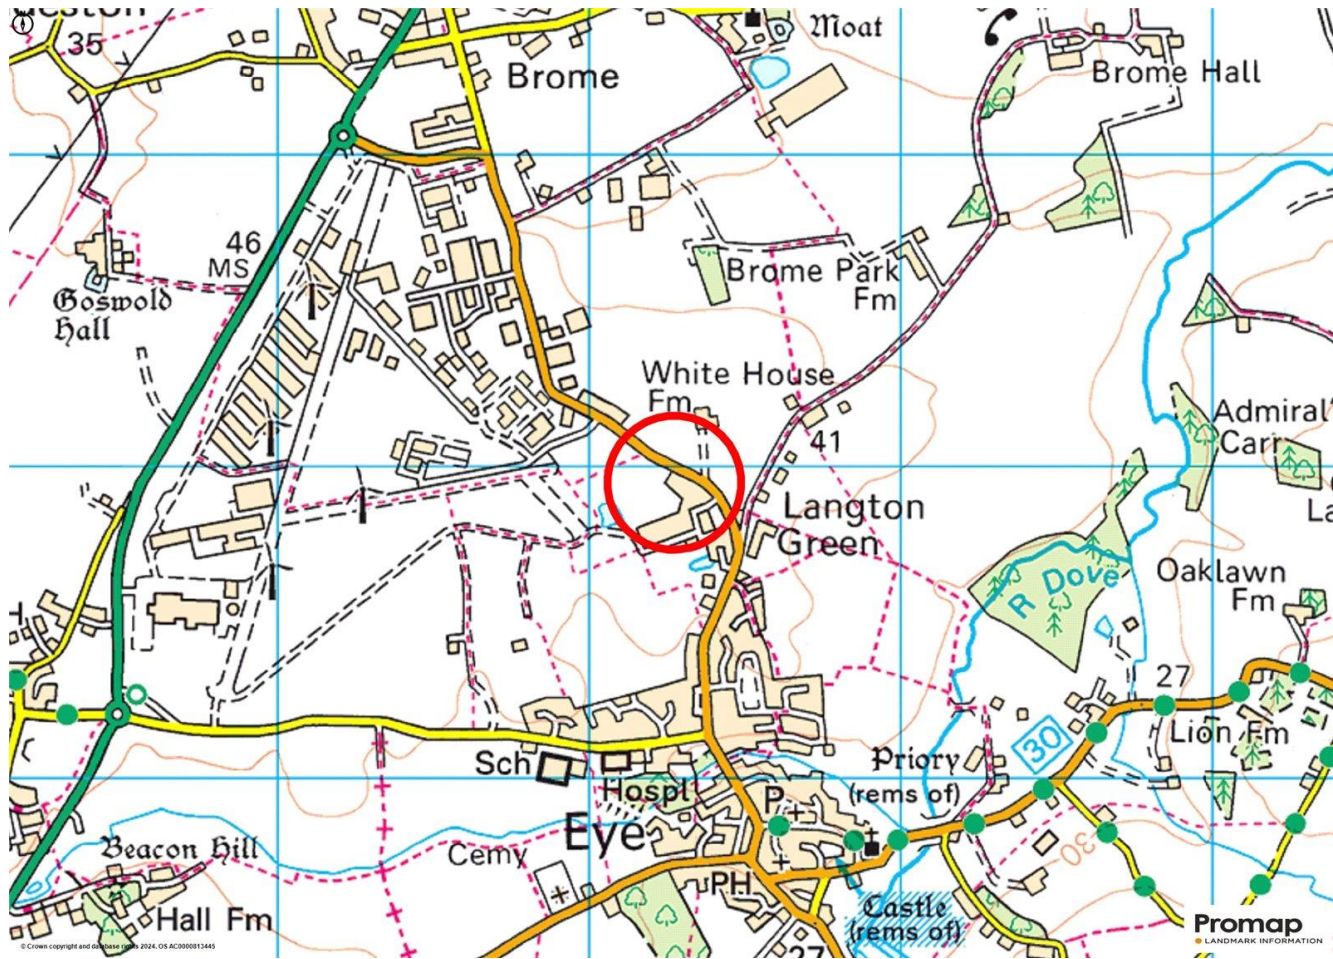 35
Brome
Moat
Brome Hall
46
MS
Goswold
Hall
Brome Park
Fm
White House
Fm
41
Admiral'
Carr
Langton
Green
R Dove
Oaklawn
Fm
27
Lion Fm
30
Sch
Hospl
Priory
(rems of)
P
Eye
30
Beacon Hill
Cemy
PH
Castle
(rems of)
Hall Fm
27
Promap
LANDMARK INFORMATION
© Crown copyright and database rights 2024. OS AC0000813445